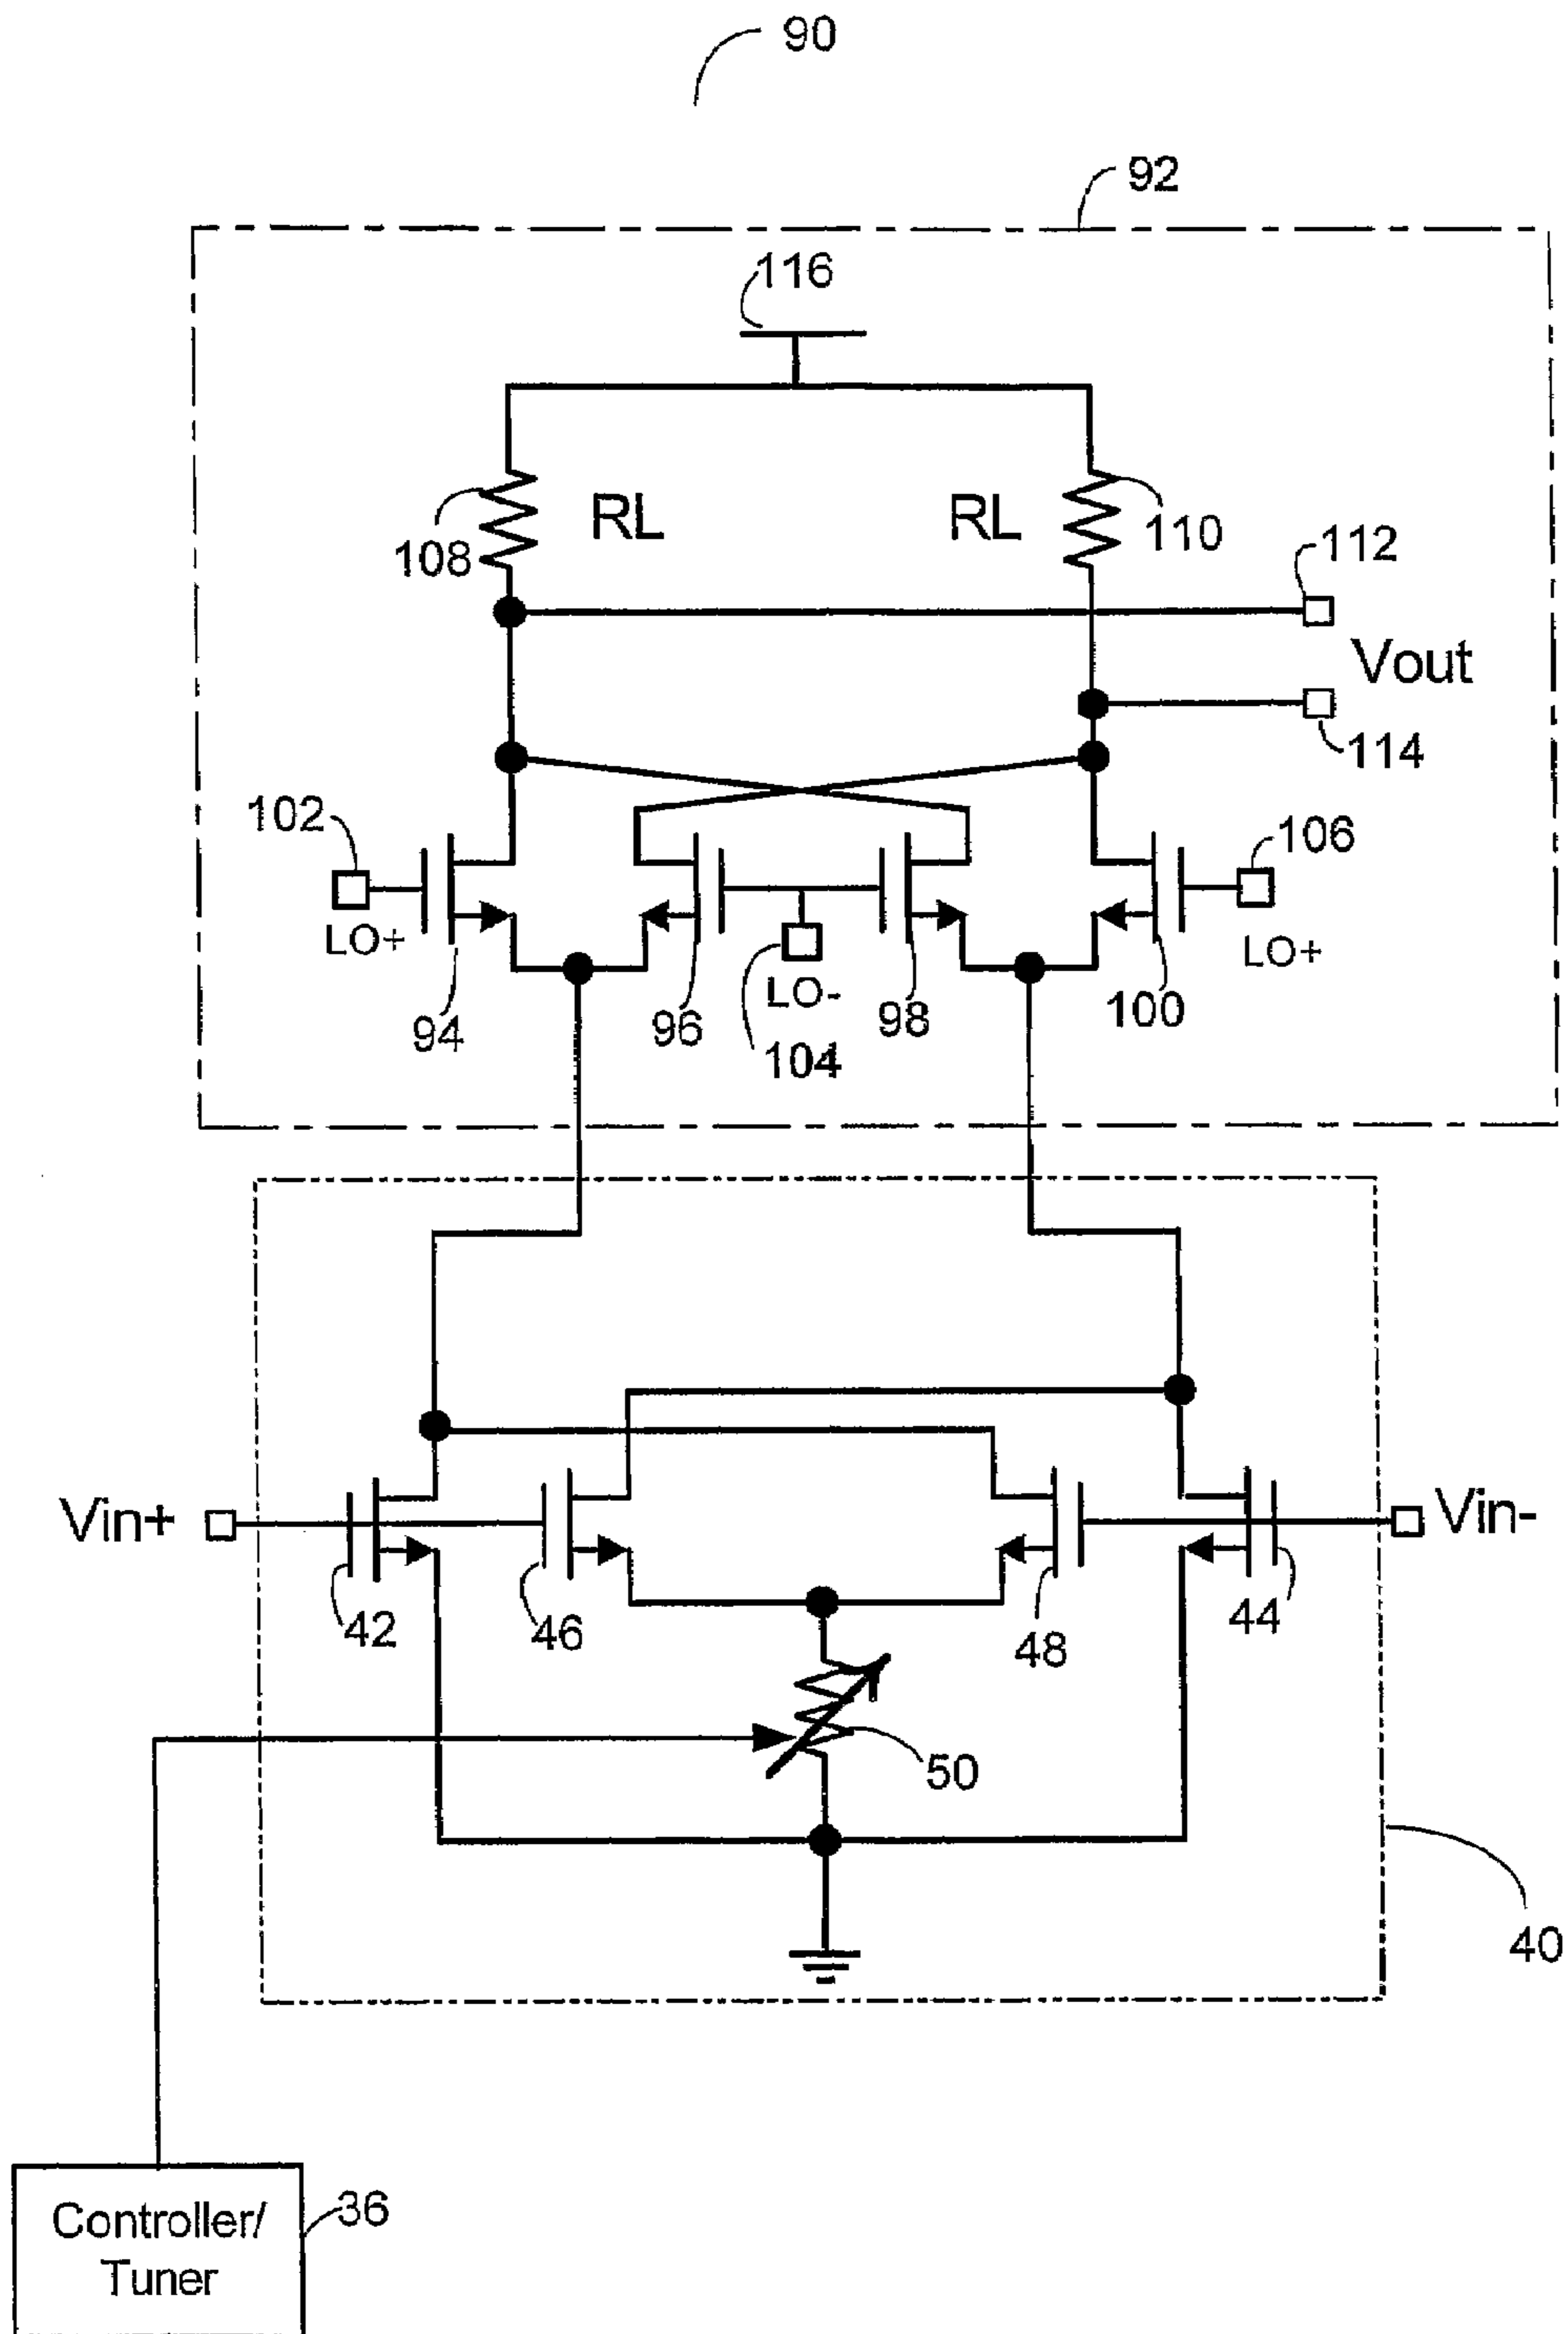 90
92
116
RL
RL
108
110
112
Vout
114
102
106
LO+
LO-
LO+
94
96
104
98
100
Vin+
Vin-
42
46
48
44
50
40
Controller/
Tuner
36